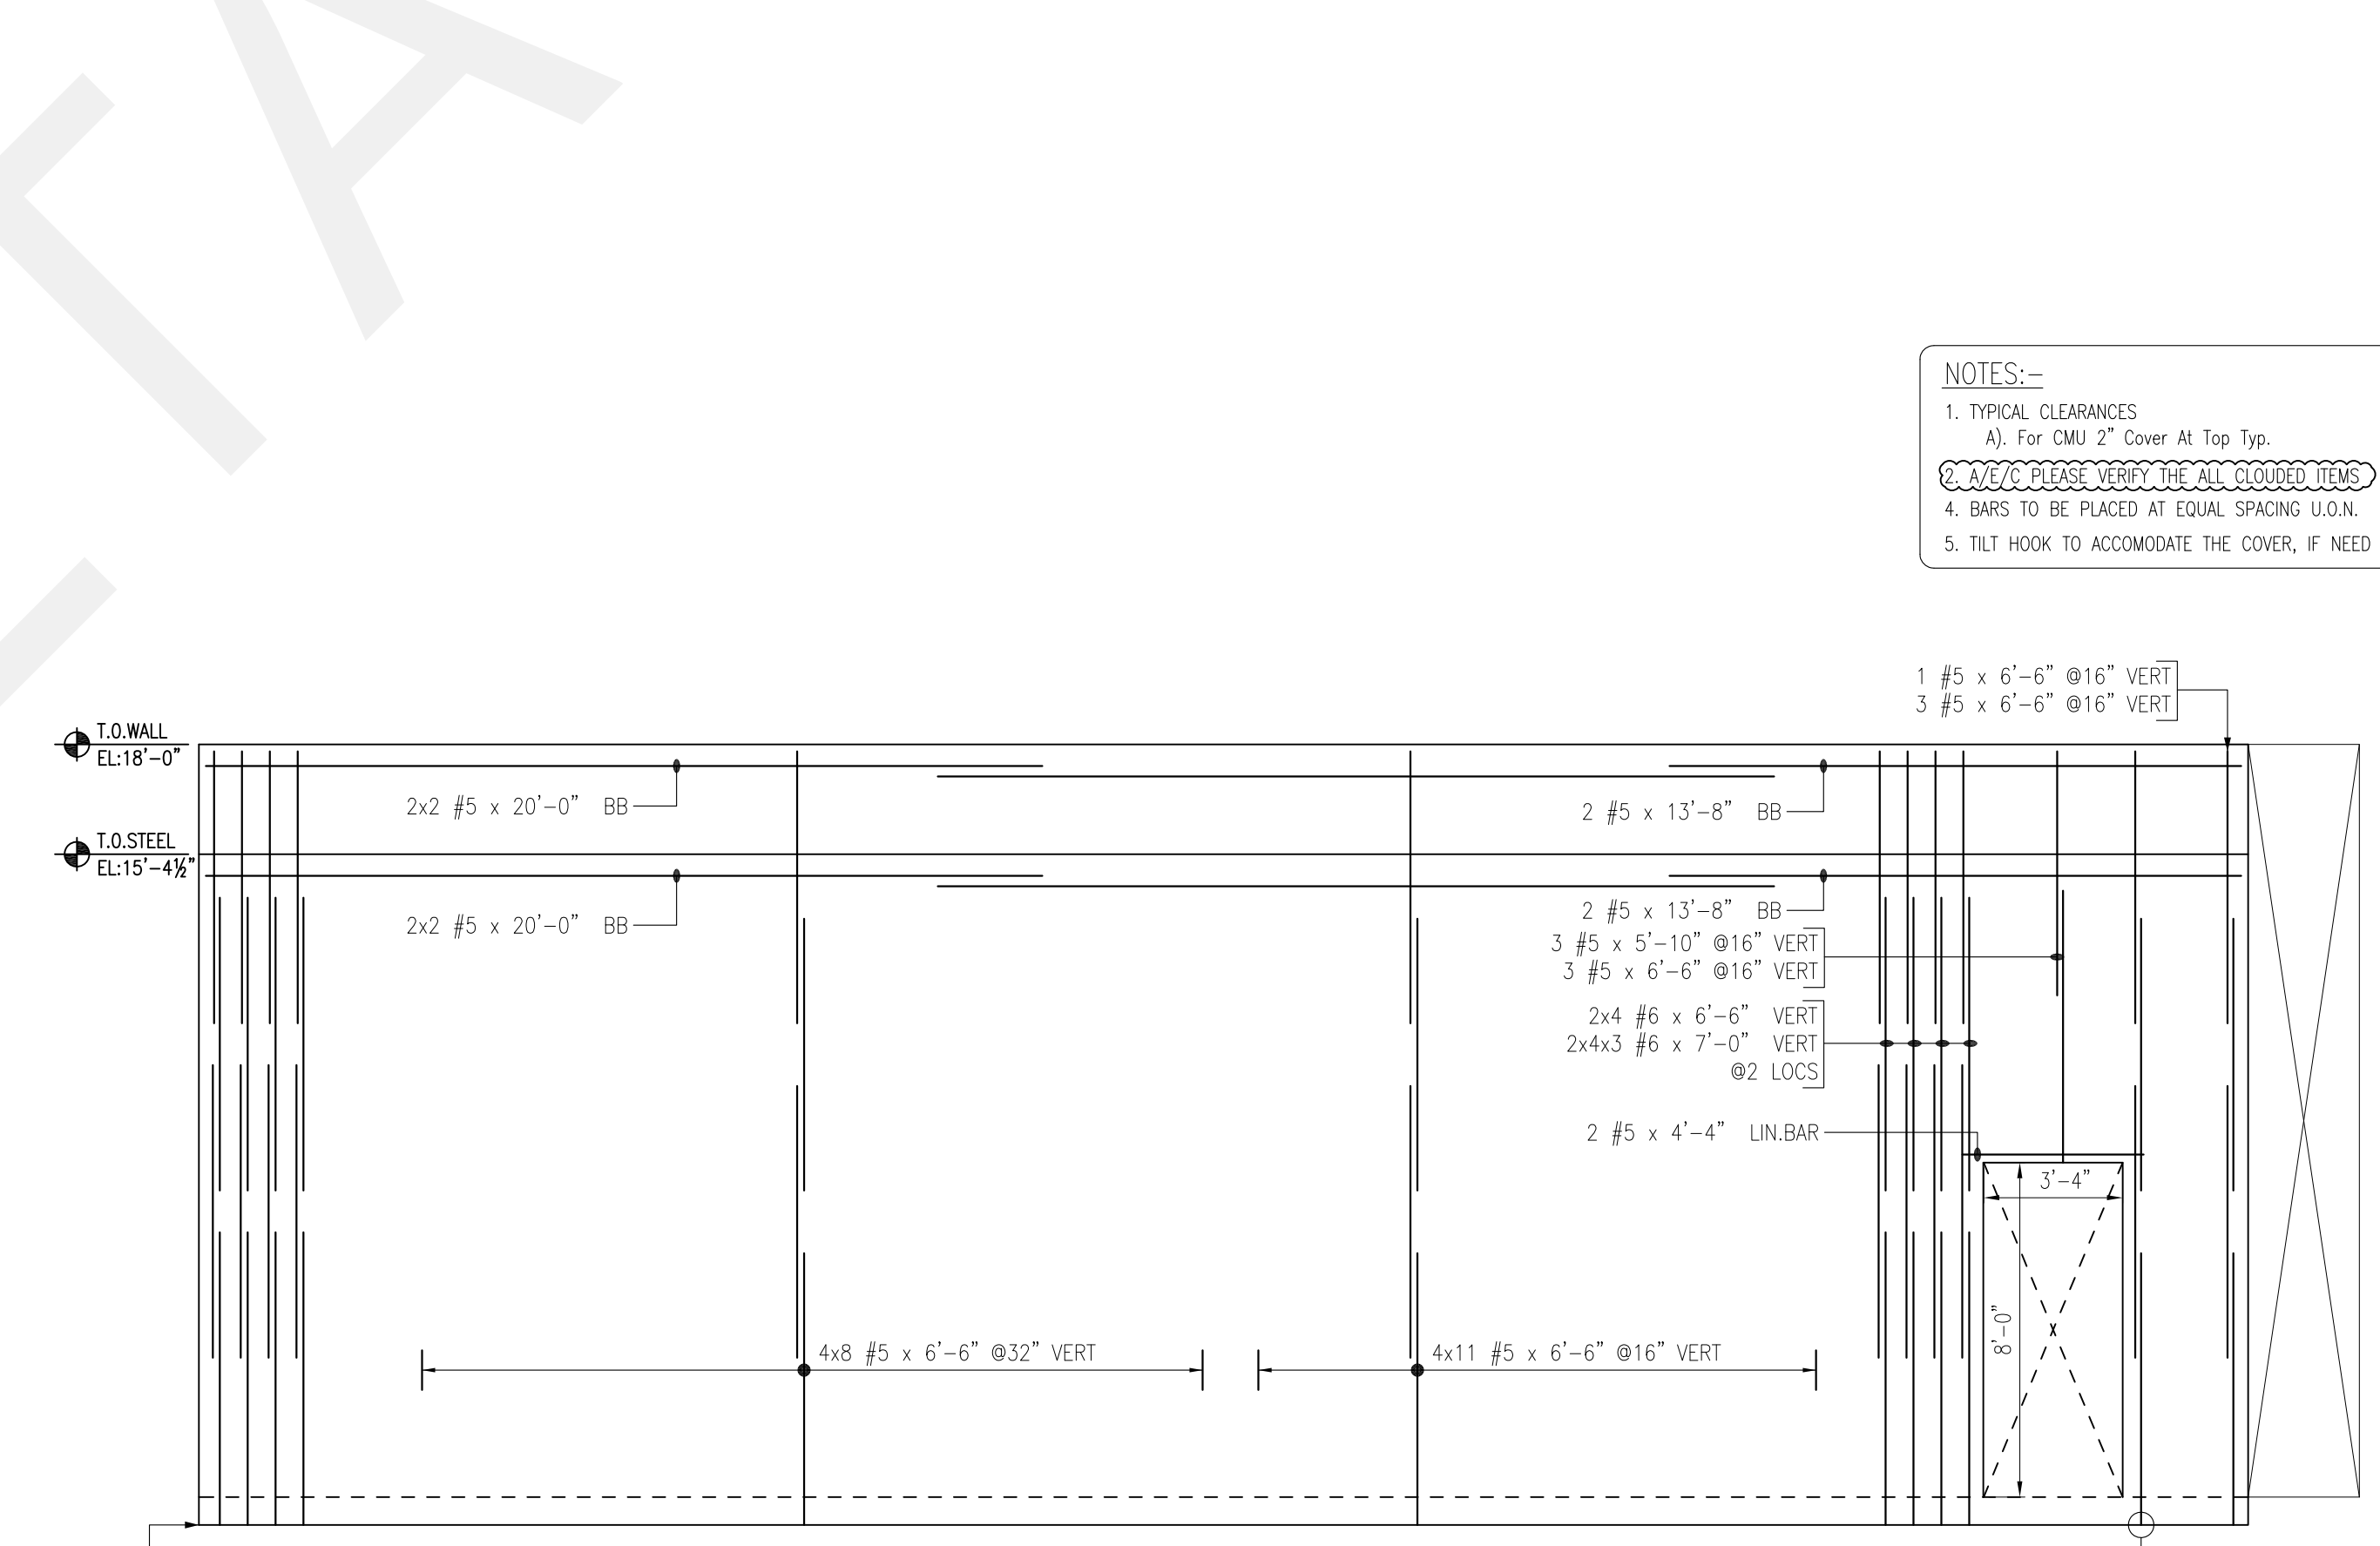 TA
NOTES:-
1. TYPICAL CLEARANCES
A). For CMU 2" Cover At Top Typ.
2. A/E/C PLEASE VERIFY THE ALL CLOUDED ITEMS
4. BARS TO BE PLACED AT EQUAL SPACING U.O.N.
5. TILT HOOK TO ACCOMODATE THE COVER, IF NEED
1 #5 x 6'-6" @16" VERT
3 #5 x 6'-6" @16" VERT
T.O.WALL
EL:18'-0"
2x2 #5 x 20'-0" BB
2 #5 x 13'-8" BB
T.O.STEEL
EL:15'-4½"
2x2 #5 x 20'-0" BB
2 #5 x 13'-8" BB
3 #5 x 5'-10" @16" VERT
3 #5 x 6'-6" @16" VERT
2x4 #6 x 6'-6" VERT
2x4x3 #6 x 7'-0" VERT
@2 LOCS
2 #5 x 4'-4" LIN.BAR
3'-4"
8'-0"
4x8 #5 x 6'-6" @32" VERT
4x11 #5 x 6'-6" @16" VERT